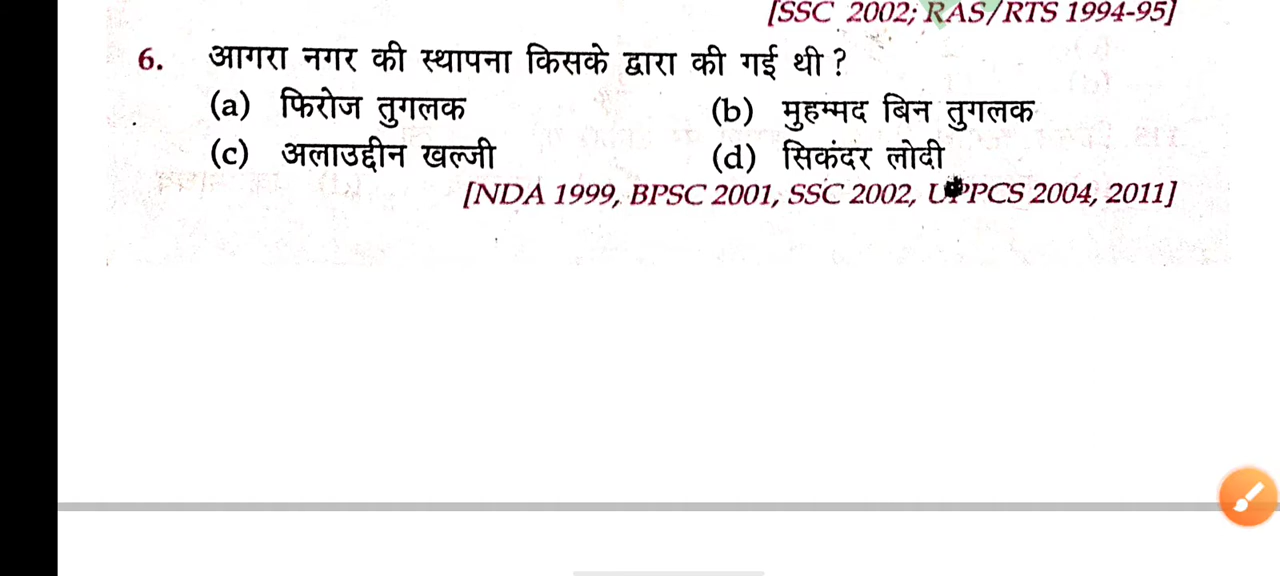 [SSC 2002; RAS/RTS 1994-95]
6. आगरा नगर की स्थापना किसके द्वारा की गई थी ?
(a) फिरोज तुगलक (b) मुहम्मद बिन तुगलक
(c) अलाउद्दीन खल्जी (d) सिकंदर लोदी
[NDA 1999, BPSC 2001, SSC 2002, UPPCS 2004, 2011]